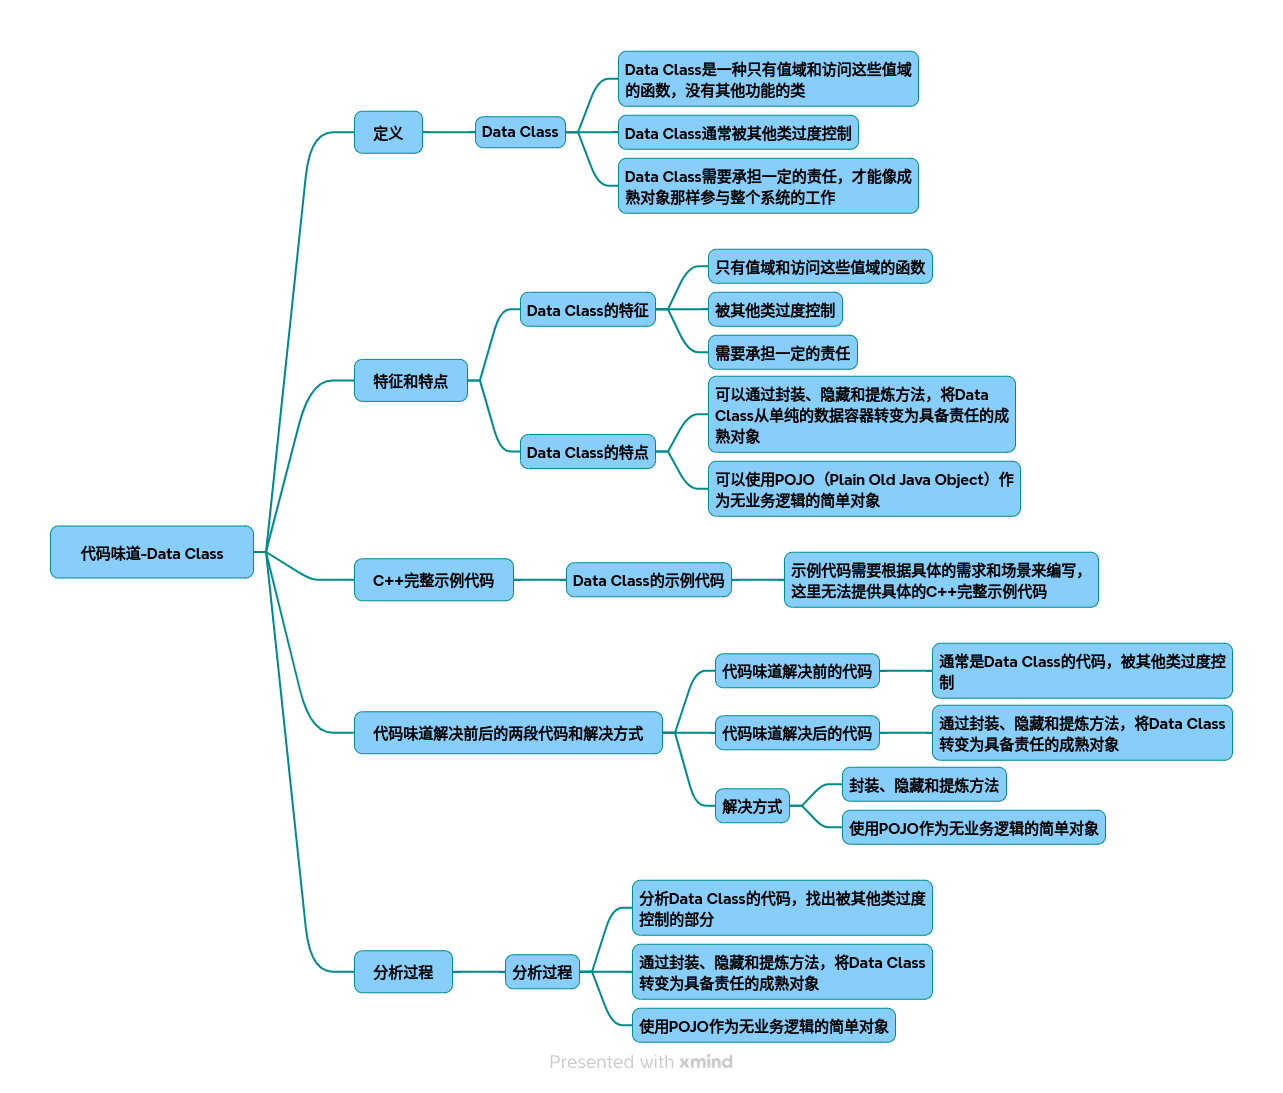 代码味道-Data Class
定义
Data Class
Data Class是一种只有值域和访问这些值域
的函数，没有其他功能的类
Data Class通常被其他类过度控制
Data Class需要承担一定的责任，才能像成
熟对象那样参与整个系统的工作
特征和特点
Data Class的特征
只有值域和访问这些值域的函数
被其他类过度控制
需要承担一定的责任
Data Class的特点
可以通过封装、隐藏和提炼方法，将Data
Class从单纯的数据容器转变为具备责任的成
熟对象
可以使用POJO（Plain Old Java Object）作
为无业务逻辑的简单对象
C++完整示例代码
Data Class的示例代码
示例代码需要根据具体的需求和场景来编写，
这里无法提供具体的C++完整示例代码
代码味道解决前后的两段代码和解决方式
代码味道解决前的代码
通常是Data Class的代码，被其他类过度控
制
代码味道解决后的代码
通过封装、隐藏和提炼方法，将Data Class
转变为具备责任的成熟对象
解决方式
封装、隐藏和提炼方法
使用POJO作为无业务逻辑的简单对象
分析过程
分析过程
分析Data Class的代码，找出被其他类过度
控制的部分
通过封装、隐藏和提炼方法，将Data Class
转变为具备责任的成熟对象
使用POJO作为无业务逻辑的简单对象
Presented with xmind